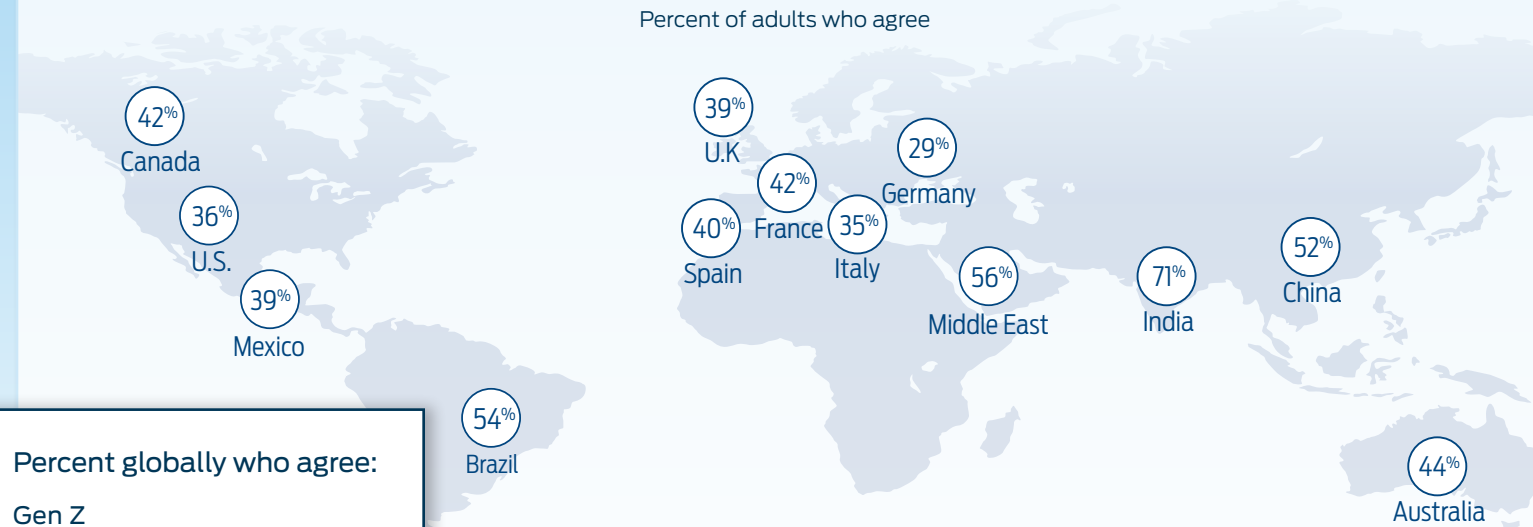 Percent of adults who agree
42%
Canada
36%
U.S.
39%
Mexico
54%
Brazil
39%
U.K
42%
France
40%
Spain
35%
Italy
29%
Germany
56%
Middle East
71%
India
52%
China
44%
Australia
Percent globally who agree:
Gen Z